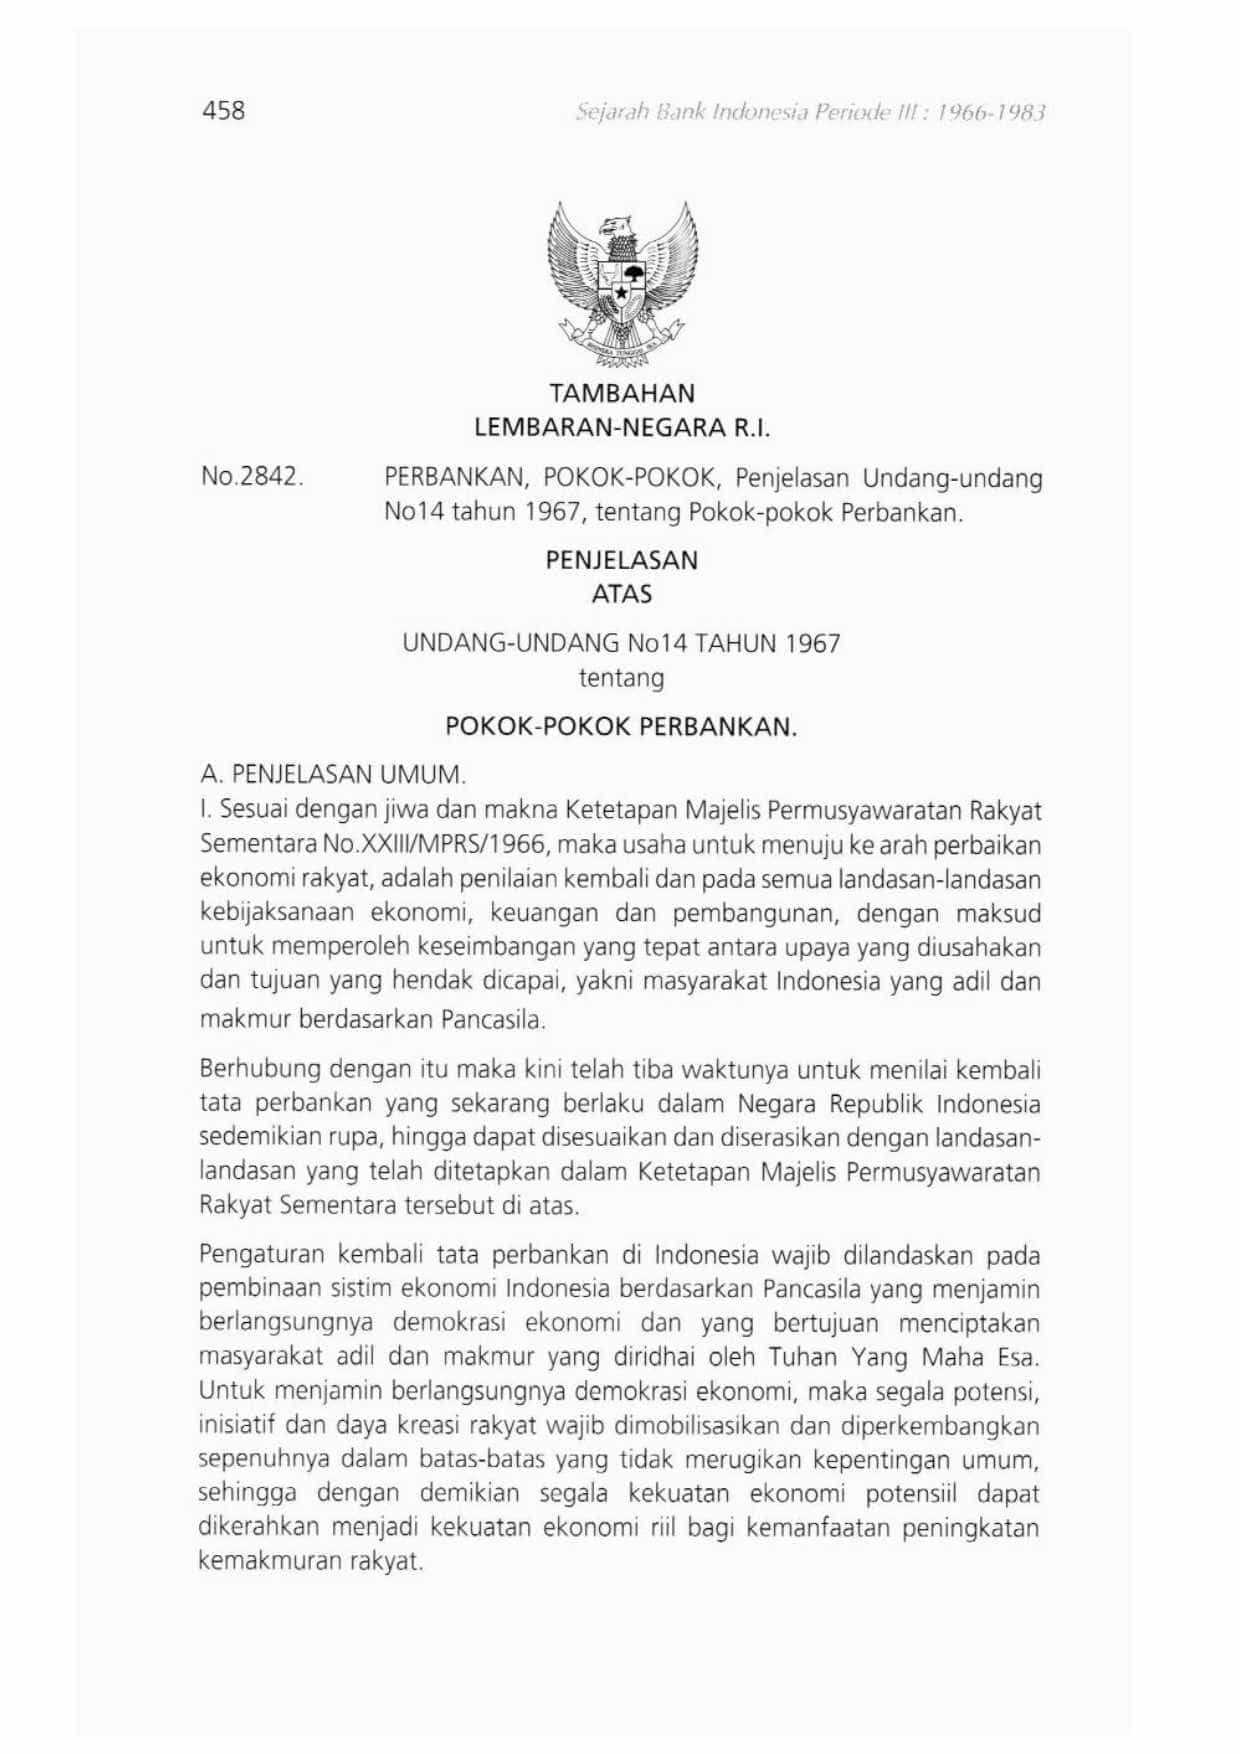 458
Sejarah Bank Indonesia Periode III : 1966-1983
BHINNEKA TUNGGAL IKA
TAMBAHAN
LEMBARAN-NEGARA R.I.
No.2842.
PERBANKAN, POKOK-POKOK, Penjelasan Undang-undang
No14 tahun 1967, tentang Pokok-pokok Perbankan.
PENJELASAN
ATAS
UNDANG-UNDANG No14 TAHUN 1967
tentang
POKOK-POKOK PERBANKAN.
A. PENJELASAN UMUM.
I. Sesuai dengan jiwa dan makna Ketetapan Majelis Permusyawaratan Rakyat
Sementara No.XXIII/MPRS/1966, maka usaha untuk menuju ke arah perbaikan
ekonomi rakyat, adalah penilaian kembali dan pada semua landasan-landasan
kebijaksanaan ekonomi, keuangan dan pembangunan, dengan maksud
untuk memperoleh keseimbangan yang tepat antara upaya yang diusahakan
dan tujuan yang hendak dicapai, yakni masyarakat Indonesia yang adil dan
makmur berdasarkan Pancasila.
Berhubung dengan itu maka kini telah tiba waktunya untuk menilai kembali
tata perbankan yang sekarang berlaku dalam Negara Republik Indonesia
sedemikian rupa, hingga dapat disesuaikan dan diserasikan dengan landasan-
landasan yang telah ditetapkan dalam Ketetapan Majelis Permusyawaratan
Rakyat Sementara tersebut di atas.
Pengaturan kembali tata perbankan di Indonesia wajib dilandaskan pada
pembinaan sistim ekonomi Indonesia berdasarkan Pancasila yang menjamin
berlangsungnya demokrasi ekonomi dan yang bertujuan menciptakan
masyarakat adil dan makmur yang diridhai oleh Tuhan Yang Maha Esa.
Untuk menjamin berlangsungnya demokrasi ekonomi, maka segala potensi,
inisiatif dan daya kreasi rakyat wajib dimobilisasikan dan diperkembangkan
sepenuhnya dalam batas-batas yang tidak merugikan kepentingan umum,
sehingga dengan demikian segala kekuatan ekonomi potensiil dapat
dikerahkan menjadi kekuatan ekonomi riil bagi kemanfaatan peningkatan
kemakmuran rakyat.